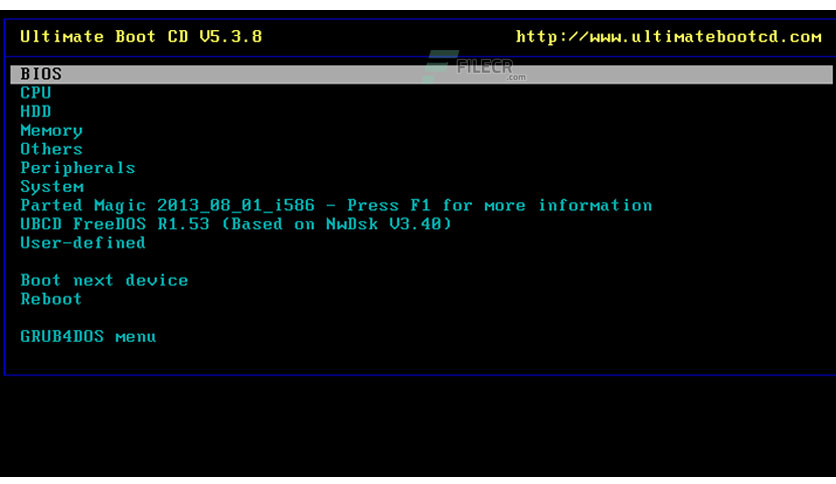 Ultimate Boot CD V5.3.8 http://www.ultimatebootcd.com
FILECR
.com
BIOS
CPU
HDD
Memory
Others
Peripherals
System
Parted Magic 2013_08_01_i586 - Press F1 for more information
UBCD FreeDOS R1.53 (Based on NwDsk V3.40)
User-defined
Boot next device
Reboot
GRUB4DOS menu